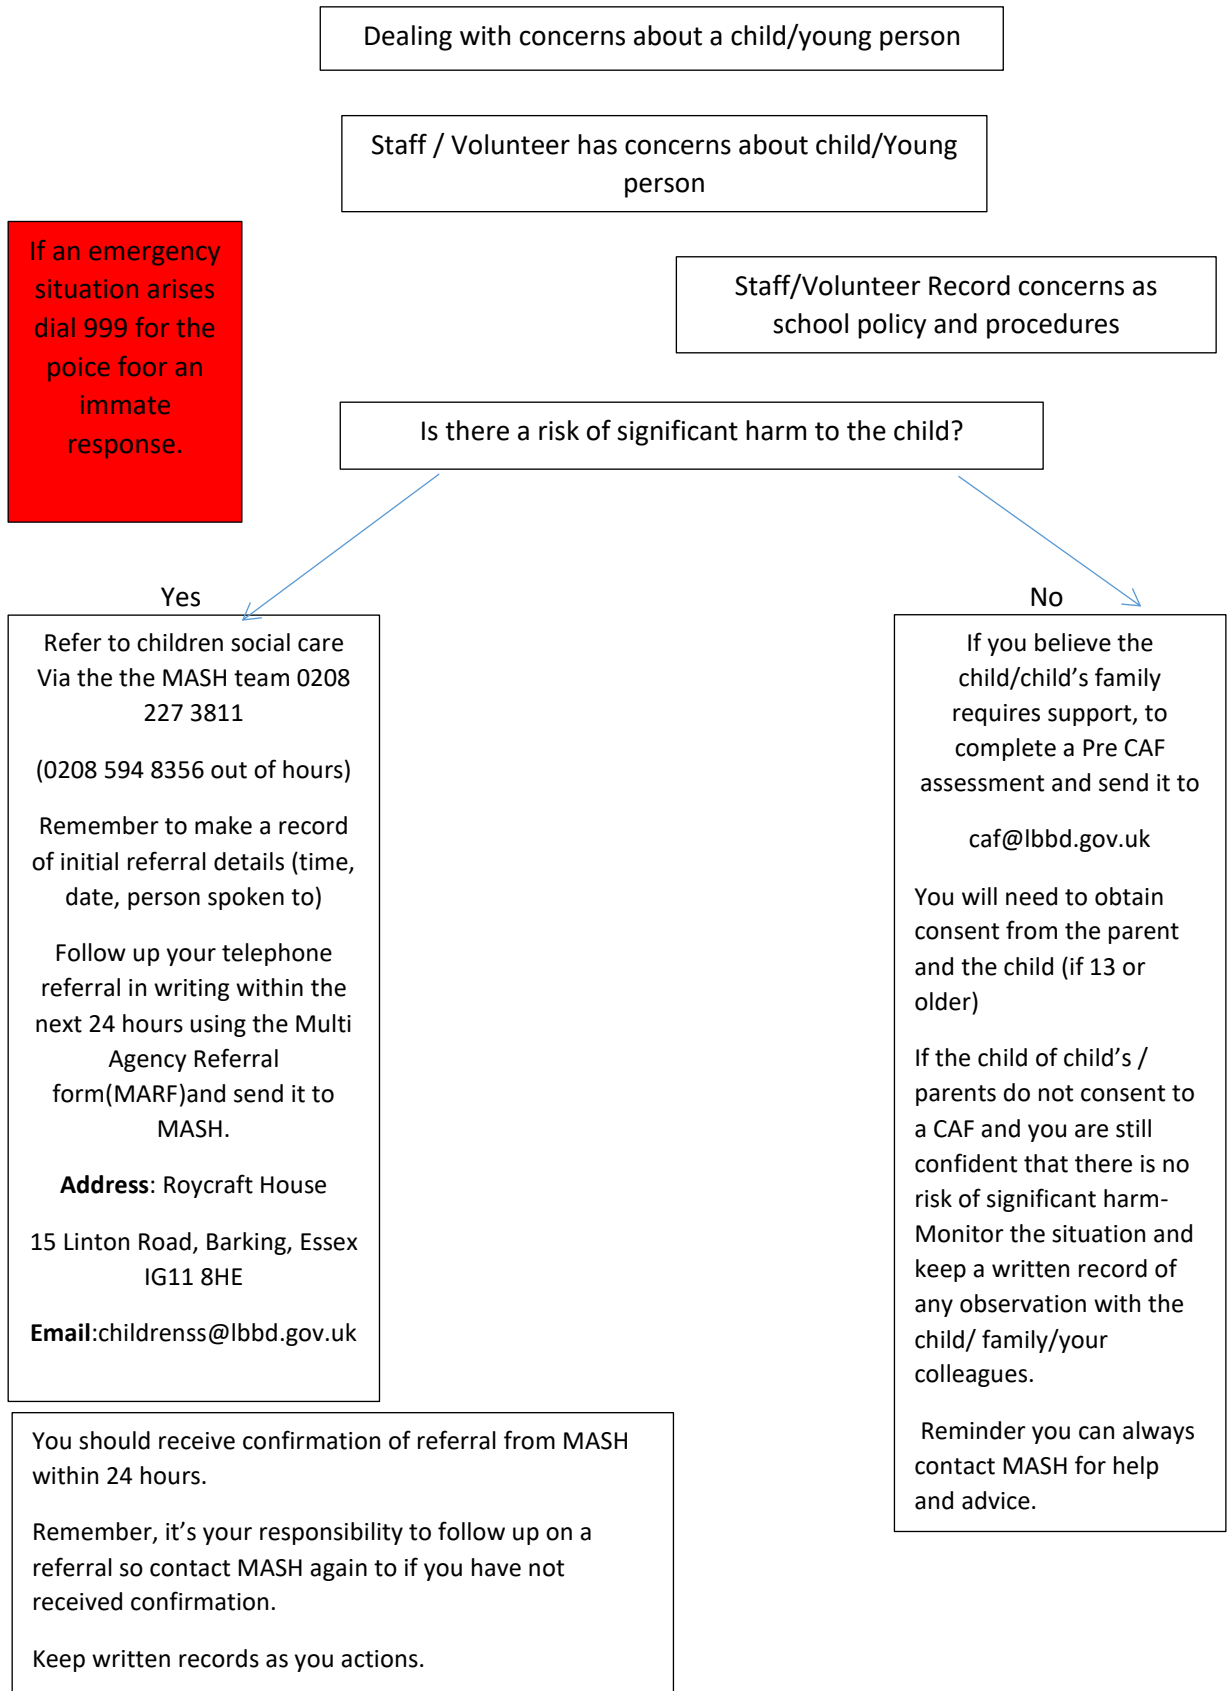 Dealing with concerns about a child/young person
Staff / Volunteer has concerns about child/Young
person
If an emergency
situation arises
dial 999 for the
poice foor an
immate
response.
Staff/Volunteer Record concerns as
school policy and procedures
Is there a risk of significant harm to the child?
Yes
Refer to children social care
Via the the MASH team 0208
227 3811
(0208 594 8356 out of hours)
Remember to make a record
of initial referral details (time,
date, person spoken to)
Follow up your telephone
referral in writing within the
next 24 hours using the Multi
Agency Referral
form(MARF)and send it to
MASH.
Address: Roycraft House
15 Linton Road, Barking, Essex
IG11 8HE
Email:childrenss@lbbd.gov.uk
No
If you believe the
child/child’s family
requires support, to
complete a Pre CAF
assessment and send it to
caf@lbbd.gov.uk
You will need to obtain
consent from the parent
and the child (if 13 or
older)
If the child of child’s /
parents do not consent to
a CAF and you are still
confident that there is no
risk of significant harm-
Monitor the situation and
keep a written record of
any observation with the
child/ family/your
colleagues.
Reminder you can always
contact MASH for help
and advice.
You should receive confirmation of referral from MASH
within 24 hours.
Remember, it’s your responsibility to follow up on a
referral so contact MASH again to if you have not
received confirmation.
Keep written records as you actions.